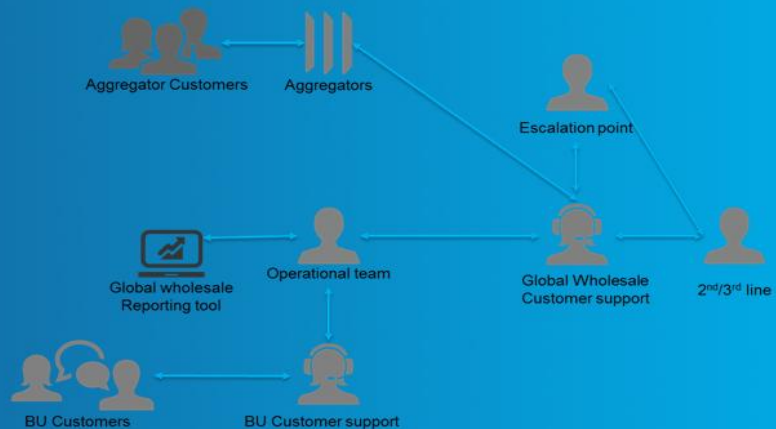 Aggregator Customers
Aggregators
Escalation point
Global wholesale
Reporting tool
Operational team
Global Wholesale
Customer support
2nd/3rd line
BU Customers
BU Customer support